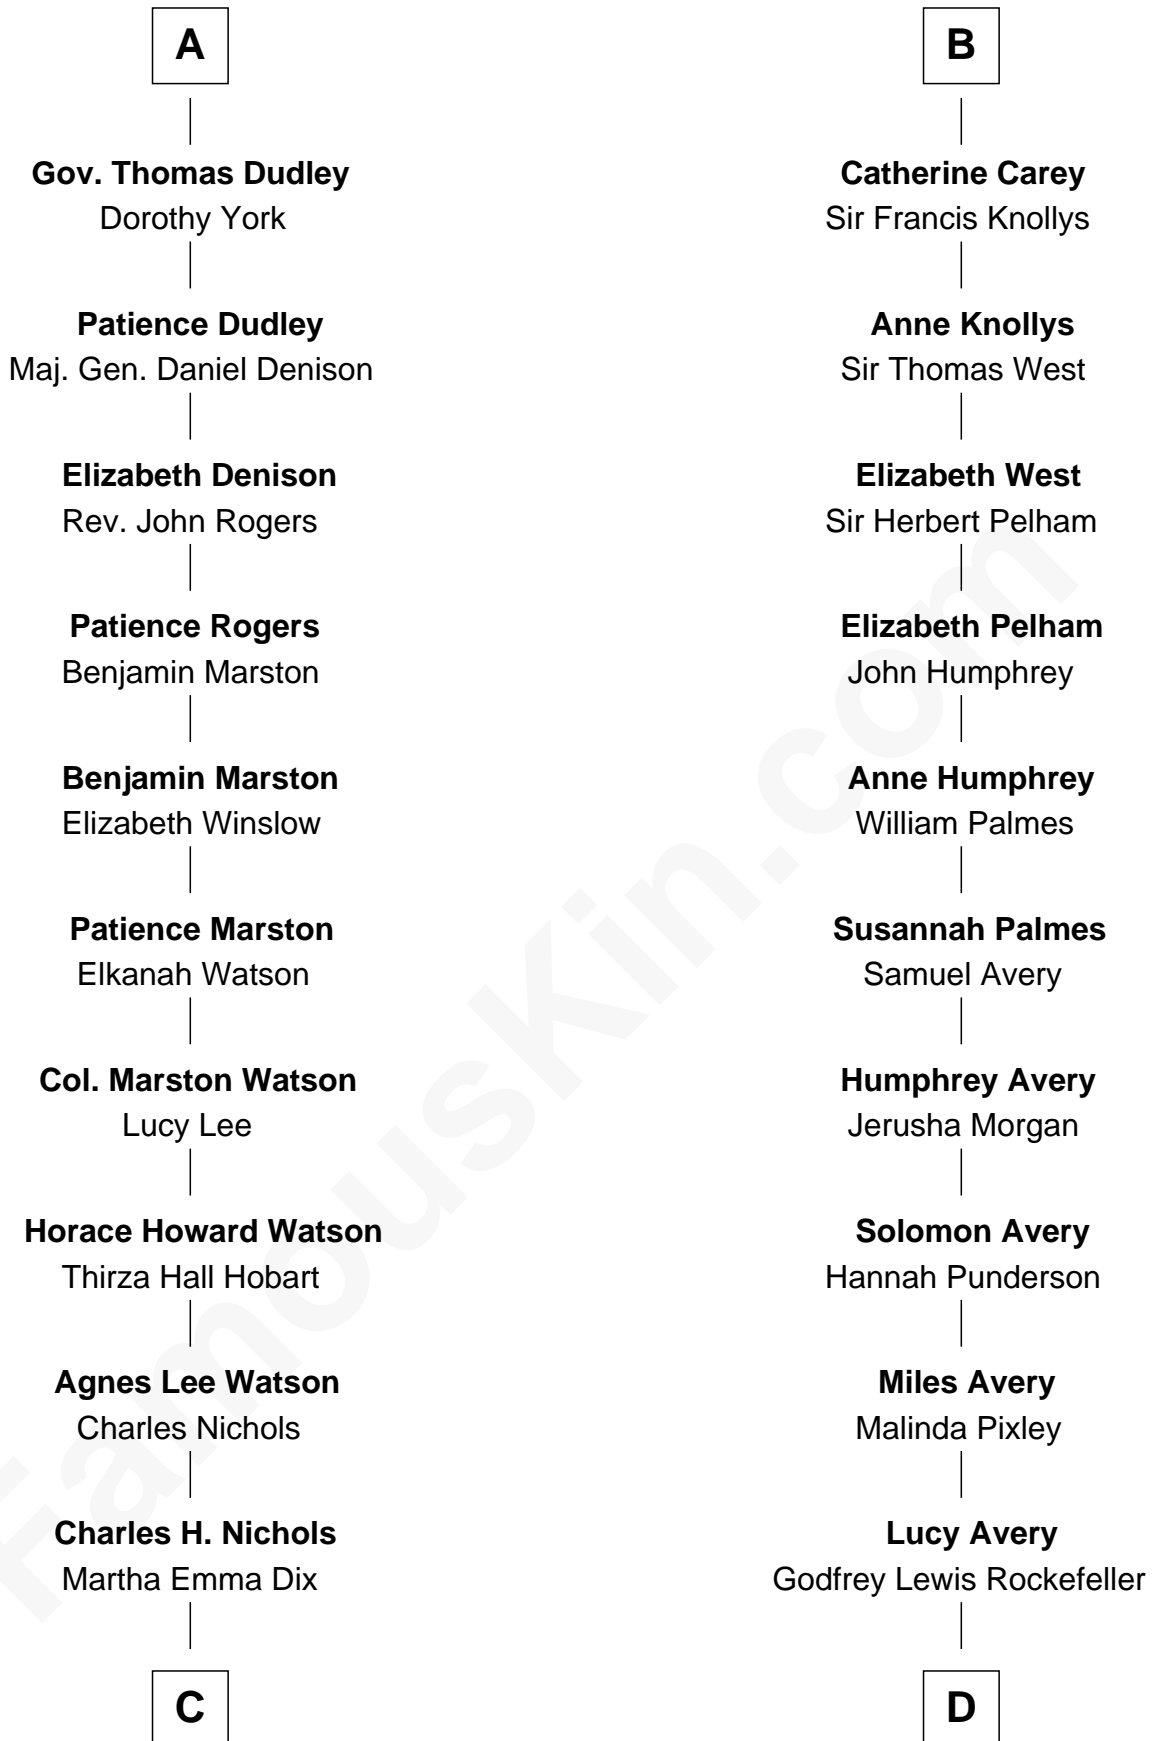 A
Gov. Thomas Dudley
Dorothy York
Patience Dudley
Maj. Gen. Daniel Denison
Elizabeth Denison
Rev. John Rogers
Patience Rogers
Benjamin Marston
Benjamin Marston
Elizabeth Winslow
Patience Marston
Elkanah Watson
Col. Marston Watson
Lucy Lee
Horace Howard Watson
Thirza Hall Hobart
Agnes Lee Watson
Charles Nichols
Charles H. Nichols
Martha Emma Dix
C
B
Catherine Carey
Sir Francis Knollys
Anne Knollys
Sir Thomas West
Elizabeth West
Sir Herbert Pelham
Elizabeth Pelham
John Humphrey
Anne Humphrey
William Palmes
Susannah Palmes
Samuel Avery
Humphrey Avery
Jerusha Morgan
Solomon Avery
Hannah Punderson
Miles Avery
Malinda Pixley
Lucy Avery
Godfrey Lewis Rockefeller
D
FamousKin.com